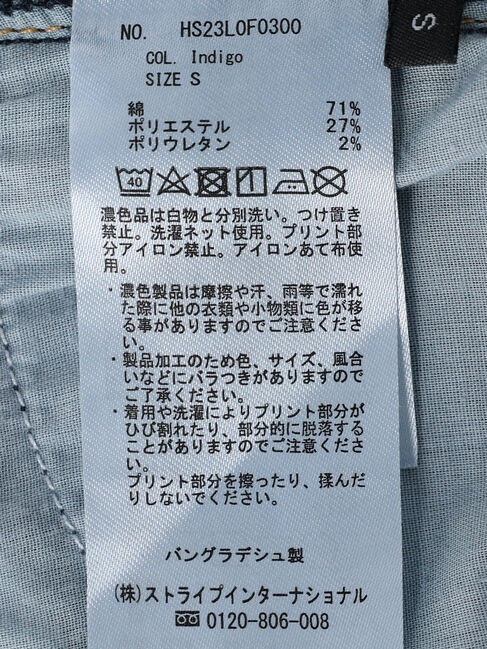 S
NO. HS23L0F0300
COL. Indigo
SIZE S
綿 71%
ポリエステル 27%
ポリウレタン 2%
40
濃色品は白物と分別洗い。つけ置き
禁止。洗濯ネット使用。プリント部
分アイロン禁止。アイロンあて布使
用。
・濃色製品は摩擦や汗、雨等で濡れ
た際に他の衣類や小物類に色が移
る事がありますのでご注意くださ
い。
・製品加工のため色、サイズ、風合
いなどにバラつきがありますので
ご了承ください。
・着用や洗濯によりプリント部分が
ひび割れたり、部分的に脱落する
ことがありますのでご注意くださ
い。
プリント部分を擦ったり、揉んだ
りしないでください。
バングラデシュ製
(株)ストライプインターナショナル
0120-806-008